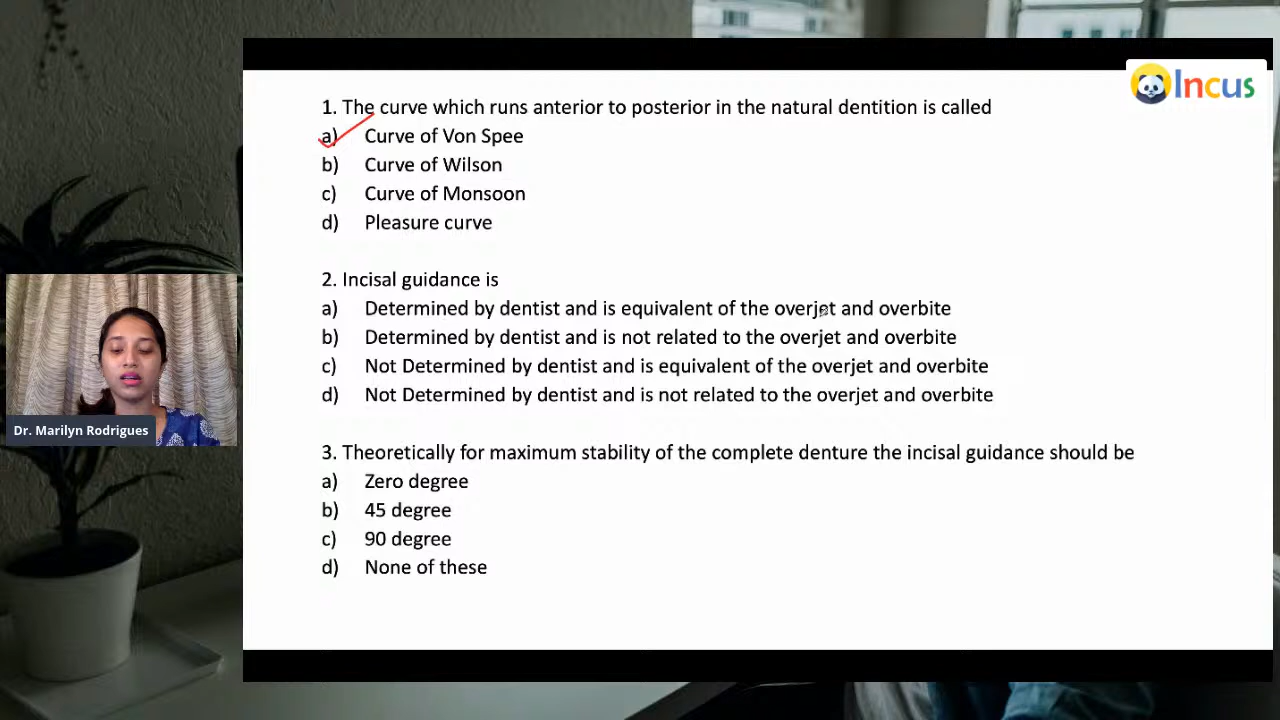 Incus
1. The curve which runs anterior to posterior in the natural dentition is called
a) Curve of Von Spee
b) Curve of Wilson
c) Curve of Monsoon
d) Pleasure curve
2. Incisal guidance is
a) Determined by dentist and is equivalent of the overjet and overbite
b) Determined by dentist and is not related to the overjet and overbite
c) Not Determined by dentist and is equivalent of the overjet and overbite
d) Not Determined by dentist and is not related to the overjet and overbite
Dr. Marilyn Rodrigues
3. Theoretically for maximum stability of the complete denture the incisal guidance should be
a) Zero degree
b) 45 degree
c) 90 degree
d) None of these